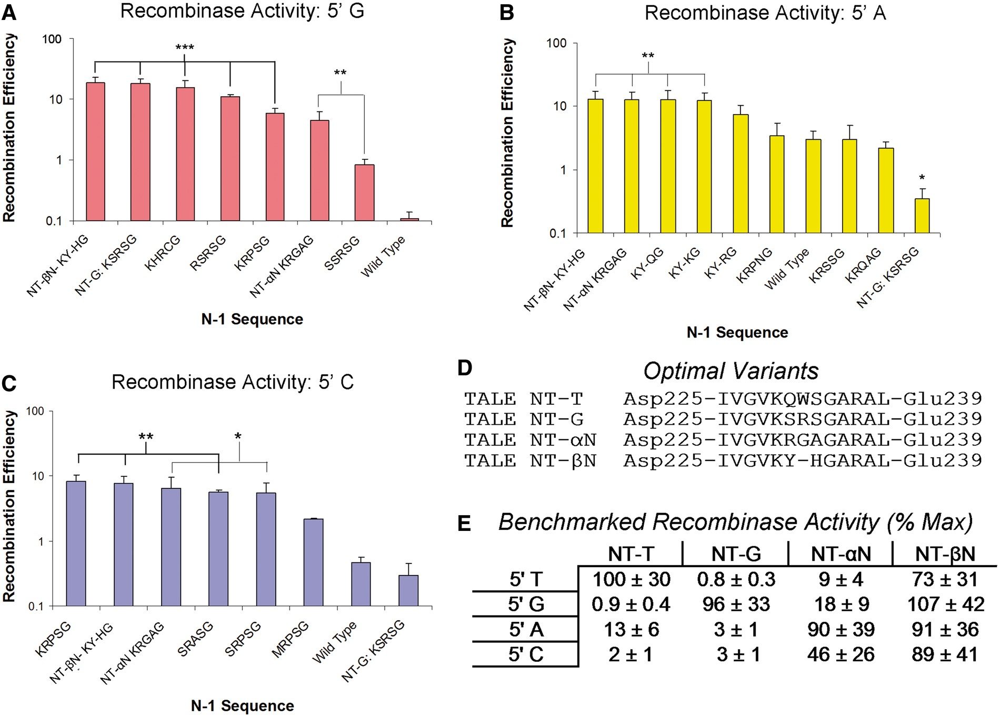 A
Recombinase Activity: 5’ G
Recombination Efficiency
100
10
1
0.1
***
**
NT-βN- KY-HG
NT-G: KSRSG
KHRCG
RSRSG
KRPSG
NT-αN KRGAG
SSRSG
Wild Type
N-1 Sequence
B
Recombinase Activity: 5’ A
Recombination Efficiency
100
10
1
0.1
**
*
NT-βN- KY-HG
NT-αN KRGAG
KY-QG
KY-KG
KY-RG
KRPNG
Wild Type
KRSSG
KRQAG
NT-G: KSRSG
N-1 Sequence
C
Recombinase Activity: 5’ C
Recombination Efficiency
100
10
1
0.1
**
*
KRPSG
NT-βN- KY-HG
NT-αN KRGAG
SRASG
SRPSG
MRPSG
Wild Type
NT-G: KSRSG
N-1 Sequence
D
Optimal Variants
TALE NT-T Asp225-IVGVKQWSGARAL-Glu239
TALE NT-G Asp225-IVGVKSRSGARAL-Glu239
TALE NT-αN Asp225-IVGVKRGAGARAL-Glu239
TALE NT-βN Asp225-IVGVKY-HGARAL-Glu239
E
Benchmarked Recombinase Activity (% Max)
NT-T NT-G NT-αN NT-βN
5' T 100 ± 30 0.8 ± 0.3 9 ± 4 73 ± 31
5' G 0.9 ± 0.4 96 ± 33 18 ± 9 107 ± 42
5' A 13 ± 6 3 ± 1 90 ± 39 91 ± 36
5' C 2 ± 1 3 ± 1 46 ± 26 89 ± 41